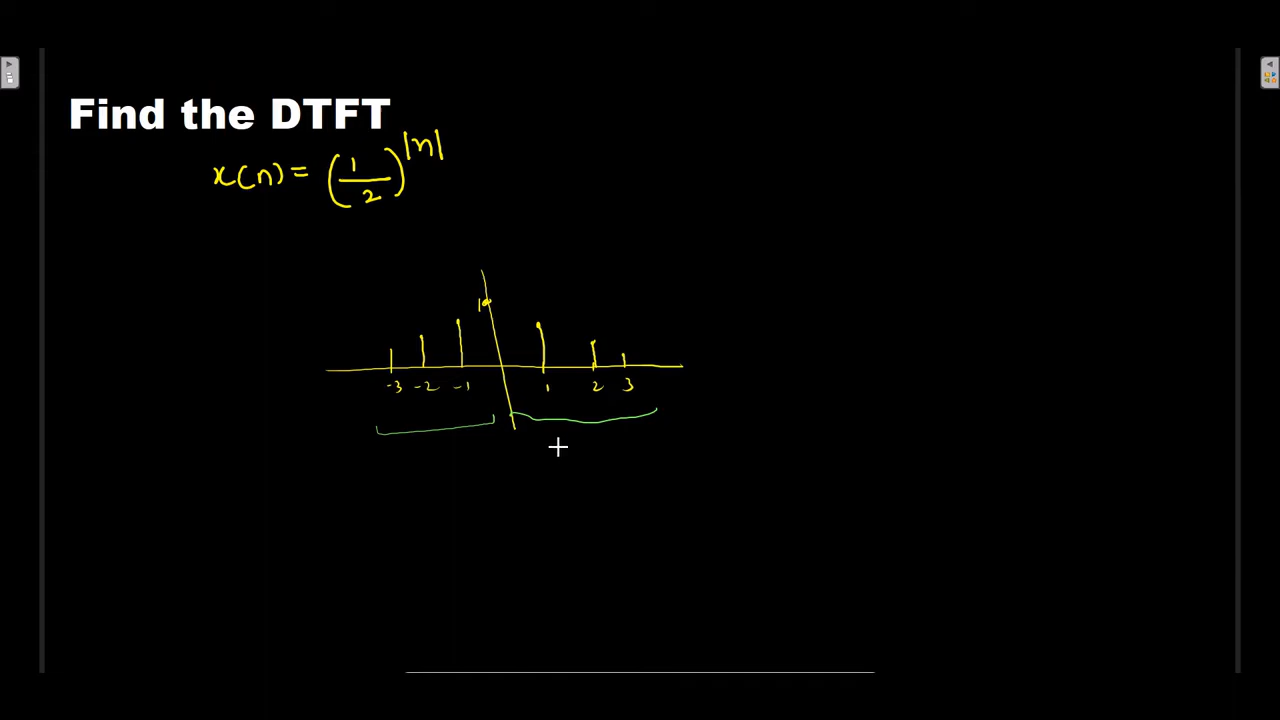 Find the DTFT
x(n) = (1/2)^|n|
1
-3 -2 -1 1 2 3